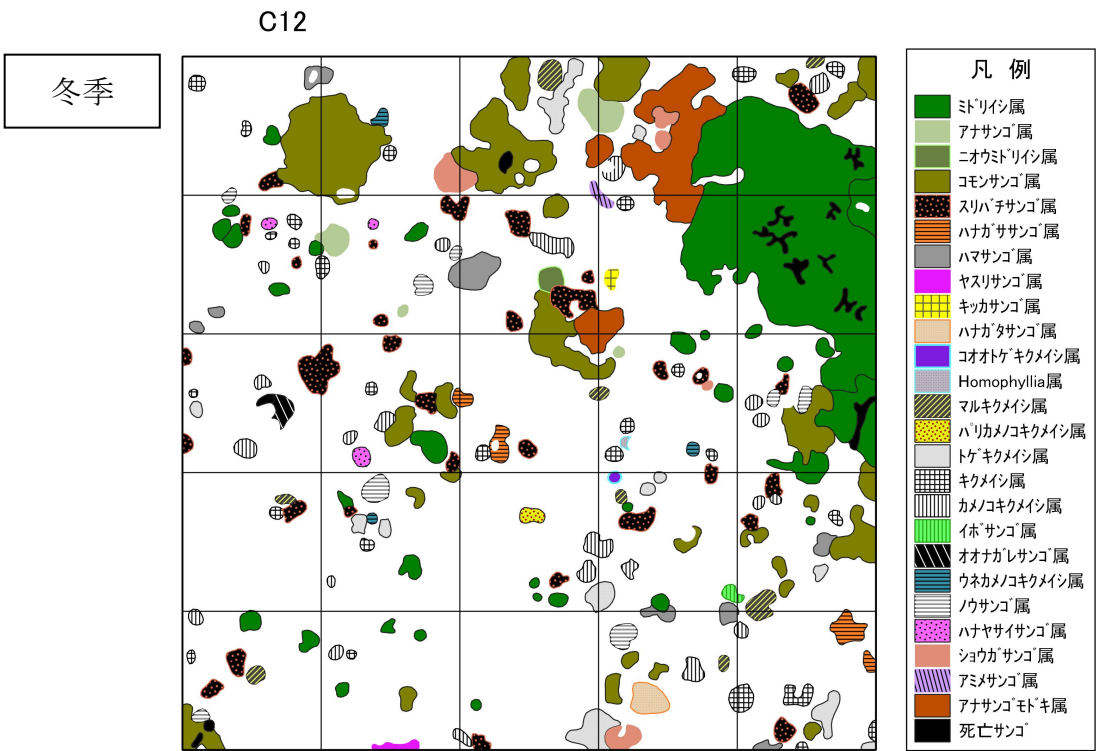 C12
冬季
凡 例
ﾐﾄﾞﾘｲｼ属
ｱﾅｻﾝｺﾞ属
ﾆｵｳﾐﾄﾞﾘｲｼ属
ｺﾓﾝｻﾝｺﾞ属
ｽﾘﾊﾞﾁｻﾝｺﾞ属
ﾊﾅｶﾞｻｻﾝｺﾞ属
ﾊﾏｻﾝｺﾞ属
ﾔｽﾘｻﾝｺﾞ属
ｷｯｶｻﾝｺﾞ属
ﾊﾅｶﾞﾀｻﾝｺﾞ属
ｺｵｵﾄｹﾞｷｸﾒｲｼ属
Homophyllia属
ﾏﾙｷｸﾒｲｼ属
ﾊﾟﾘｶﾒﾉｺｷｸﾒｲｼ属
ﾄｹﾞｷｸﾒｲｼ属
ｷｸﾒｲｼ属
ｶﾒﾉｺｷｸﾒｲｼ属
ｲﾎﾞｻﾝｺﾞ属
ｵｵﾅｶﾞﾚｻﾝｺﾞ属
ｳﾈｶﾒﾉｺｷｸﾒｲｼ属
ﾉｳｻﾝｺﾞ属
ﾊﾅﾔｻｲｻﾝｺﾞ属
ｼｮｳｶﾞｻﾝｺﾞ属
ｱﾐﾒｻﾝｺﾞ属
ｱﾅｻﾝｺﾞﾓﾄﾞｷ属
死亡ｻﾝｺﾞ